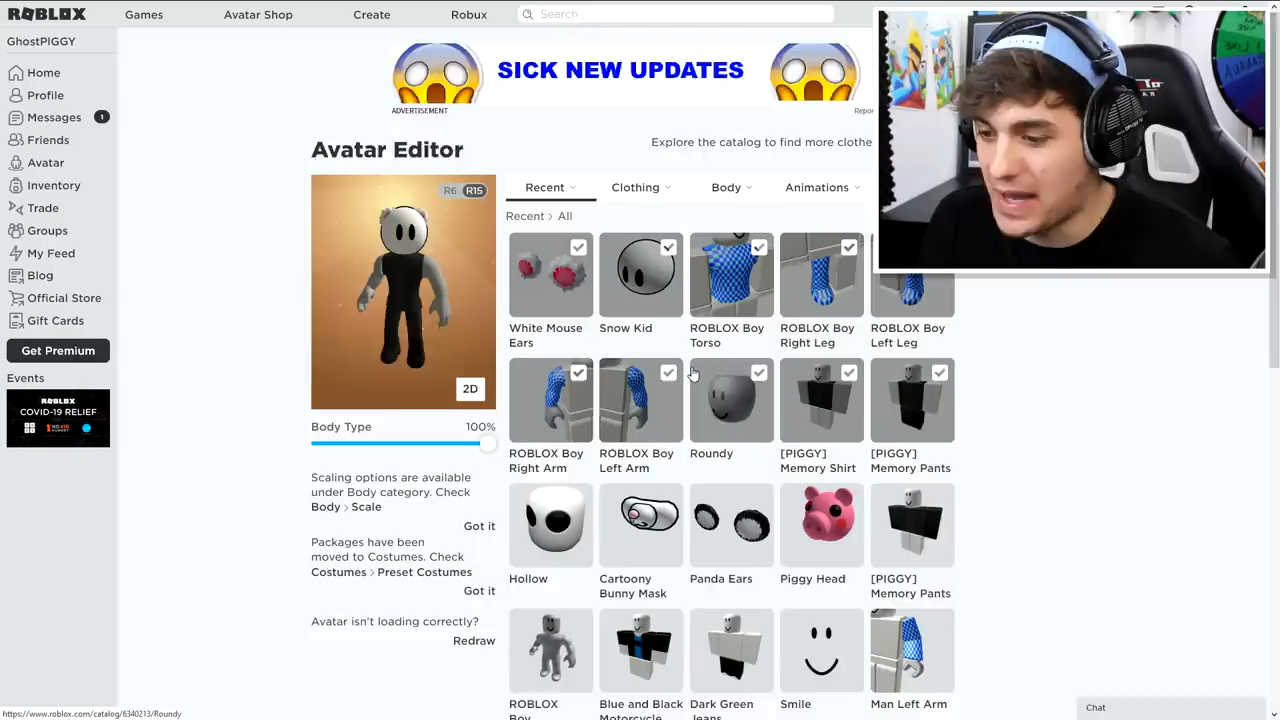 ROBLOX
Games
Avatar Shop
Create
Robux
Search
GhostPIGGY
Home
Profile
Messages
1
Friends
Avatar
Inventory
Trade
Groups
My Feed
Blog
Official Store
Gift Cards
Get Premium
Events
ROBLOX
COVID-19 RELIEF
SICK NEW UPDATES
ADVERTISEMENT
Avatar Editor
Explore the catalog to find more clothe
R6 R15
2D
Body Type 100%
Scaling options are available
under Body category. Check
Body > Scale
Got it
Packages have been
moved to Costumes. Check
Costumes > Preset Costumes
Got it
Avatar isn't loading correctly?
Redraw
Recent
Clothing
Body
Animations
Recent > All
White Mouse
Ears
Snow Kid
ROBLOX Boy
Torso
ROBLOX Boy
Right Leg
ROBLOX Boy
Left Leg
ROBLOX Boy
Right Arm
ROBLOX Boy
Left Arm
Roundy
[PIGGY]
Memory Shirt
[PIGGY]
Memory Pants
Hollow
Cartoony
Bunny Mask
Panda Ears
Piggy Head
[PIGGY]
Memory Pants
ROBLOX
Boy
Blue and Black
Motorcycle
Dark Green
Jeans
Smile
Man Left Arm
Chat
https://www.roblox.com/catalog/6340213/Roundy